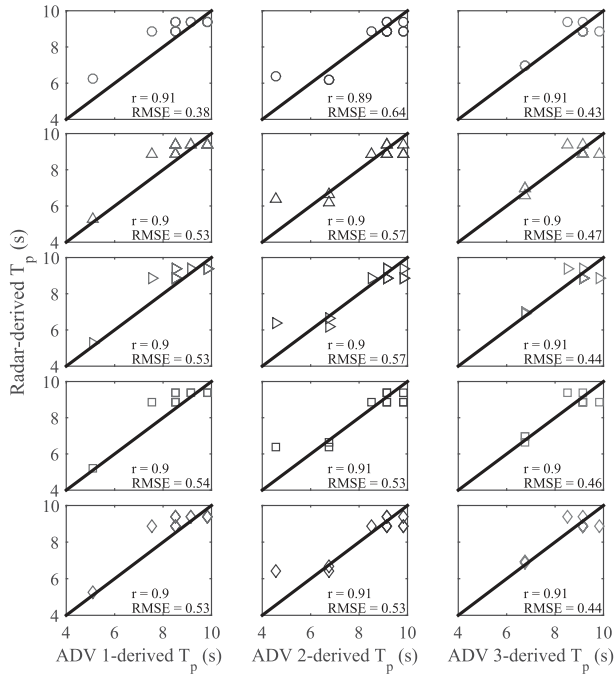 10
8
6
4
r = 0.91
RMSE = 0.38
r = 0.89
RMSE = 0.64
r = 0.91
RMSE = 0.43
10
8
6
4
r = 0.9
RMSE = 0.53
r = 0.9
RMSE = 0.57
r = 0.9
RMSE = 0.47
Radar-derived T_p (s)
10
8
6
4
r = 0.9
RMSE = 0.53
r = 0.9
RMSE = 0.57
r = 0.91
RMSE = 0.44
10
8
6
4
r = 0.9
RMSE = 0.54
r = 0.91
RMSE = 0.53
r = 0.9
RMSE = 0.46
10
8
6
4
r = 0.9
RMSE = 0.53
r = 0.91
RMSE = 0.53
r = 0.91
RMSE = 0.44
4 6 8 10 4 6 8 10 4 6 8 10
ADV 1-derived T_p (s) ADV 2-derived T_p (s) ADV 3-derived T_p (s)